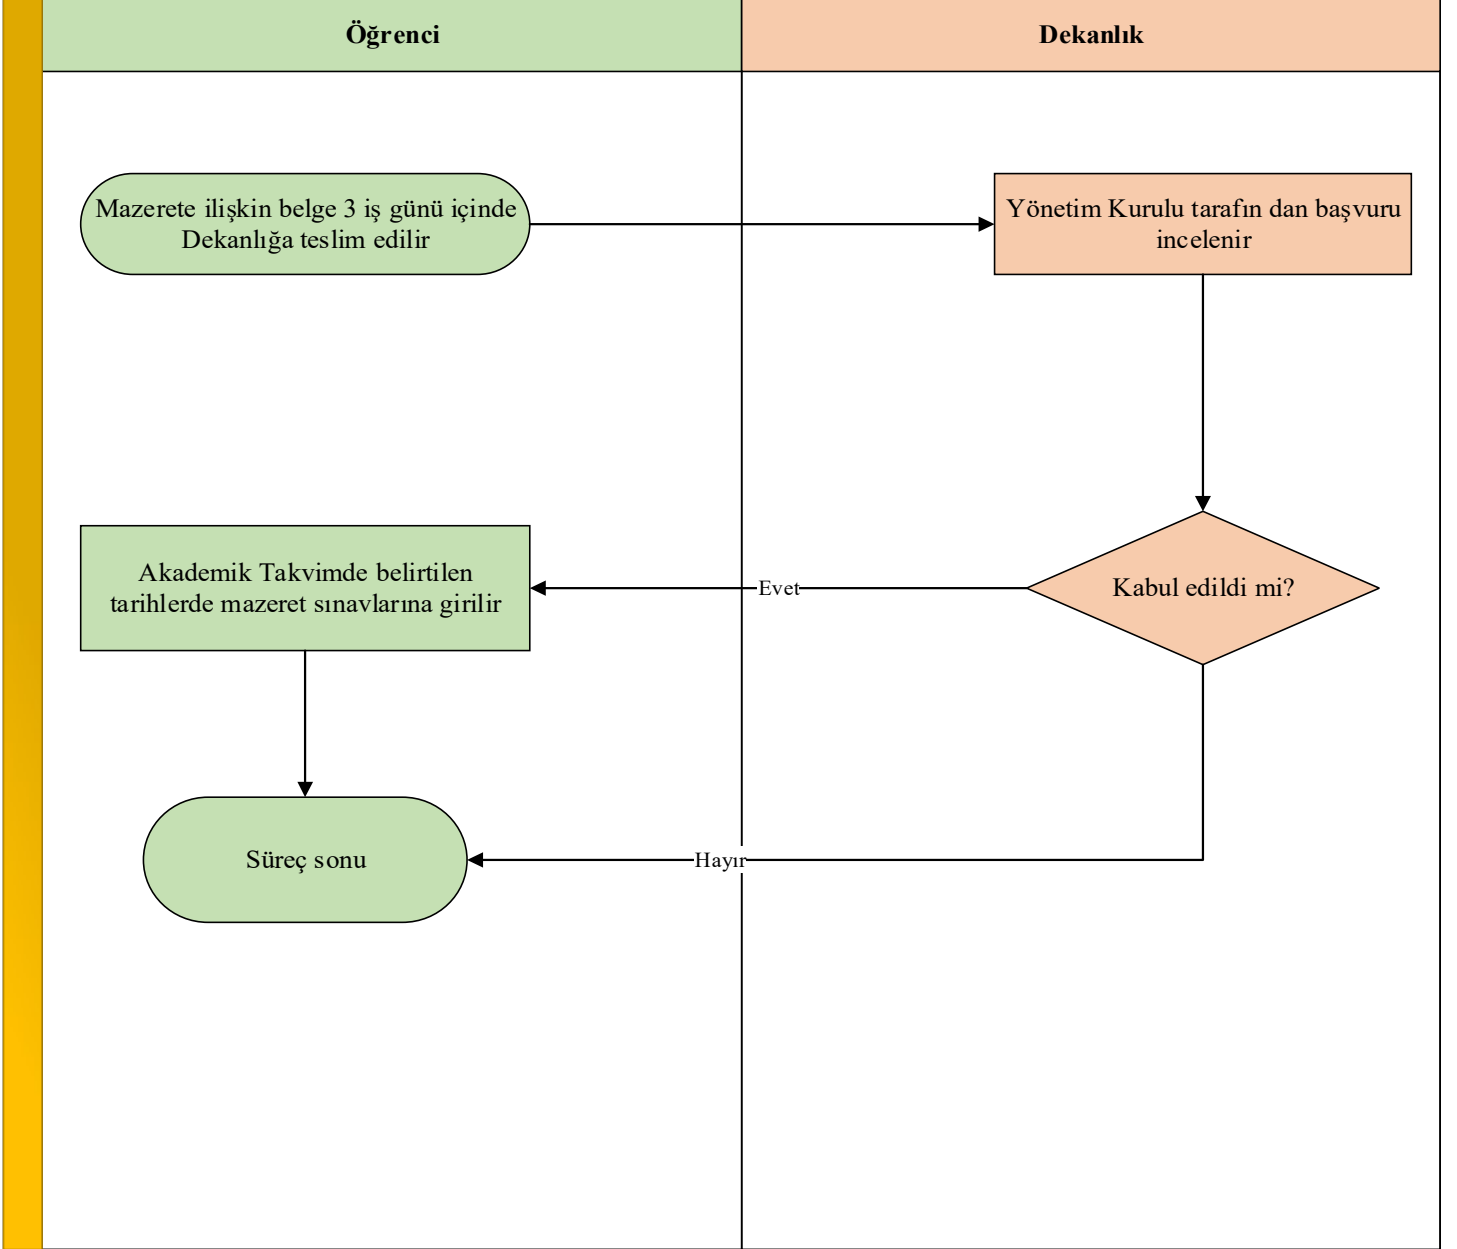 Öğrenci
Dekanlık
Mazerete ilişkin belge 3 iş günü içinde
Dekanlığa teslim edilir
Yönetim Kurulu tarafın dan başvuru
incelenir
Akademik Takvimde belirtilen
tarihlerde mazeret sınavlarına girilir
Evet
Kabul edildi mi?
Süreç sonu
Hayır